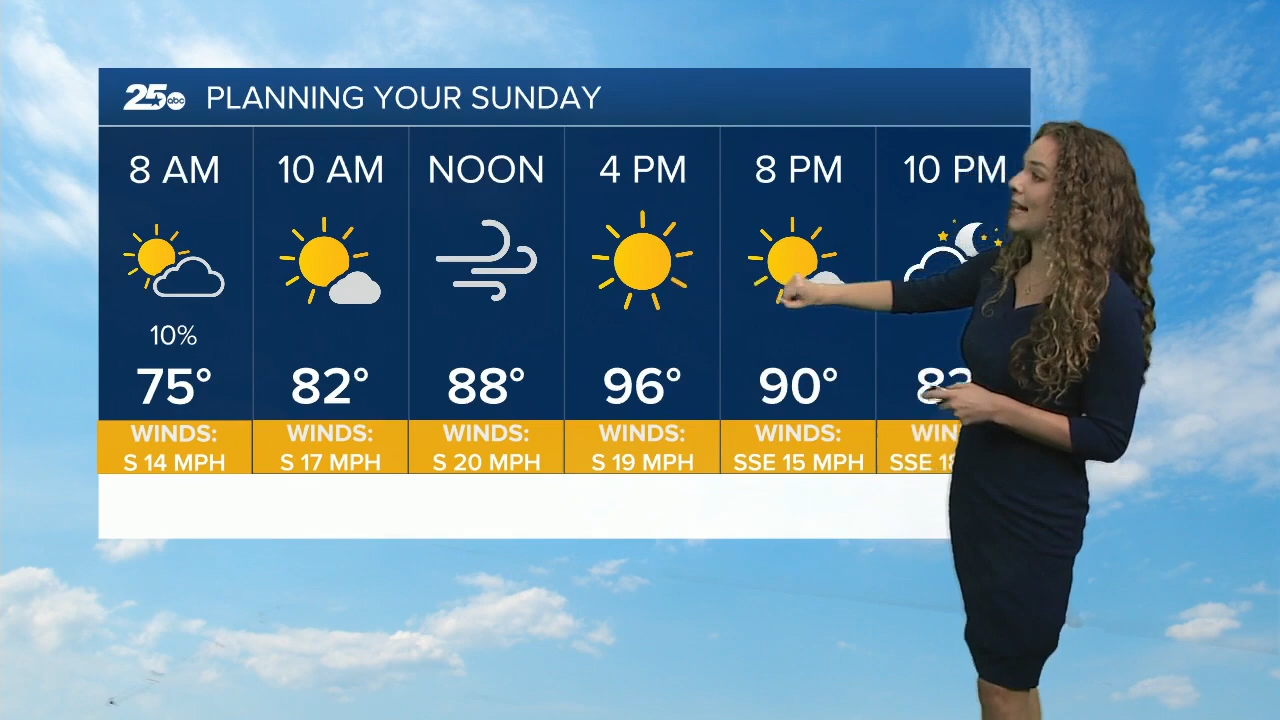 25 abc PLANNING YOUR SUNDAY
8 AM 10 AM NOON 4 PM 8 PM 10 PM
10%
75° 82° 88° 96° 90°
WINDS: WINDS: WINDS: WINDS: WINDS:
S 14 MPH S 17 MPH S 20 MPH S 19 MPH SSE 15 MPH SSE